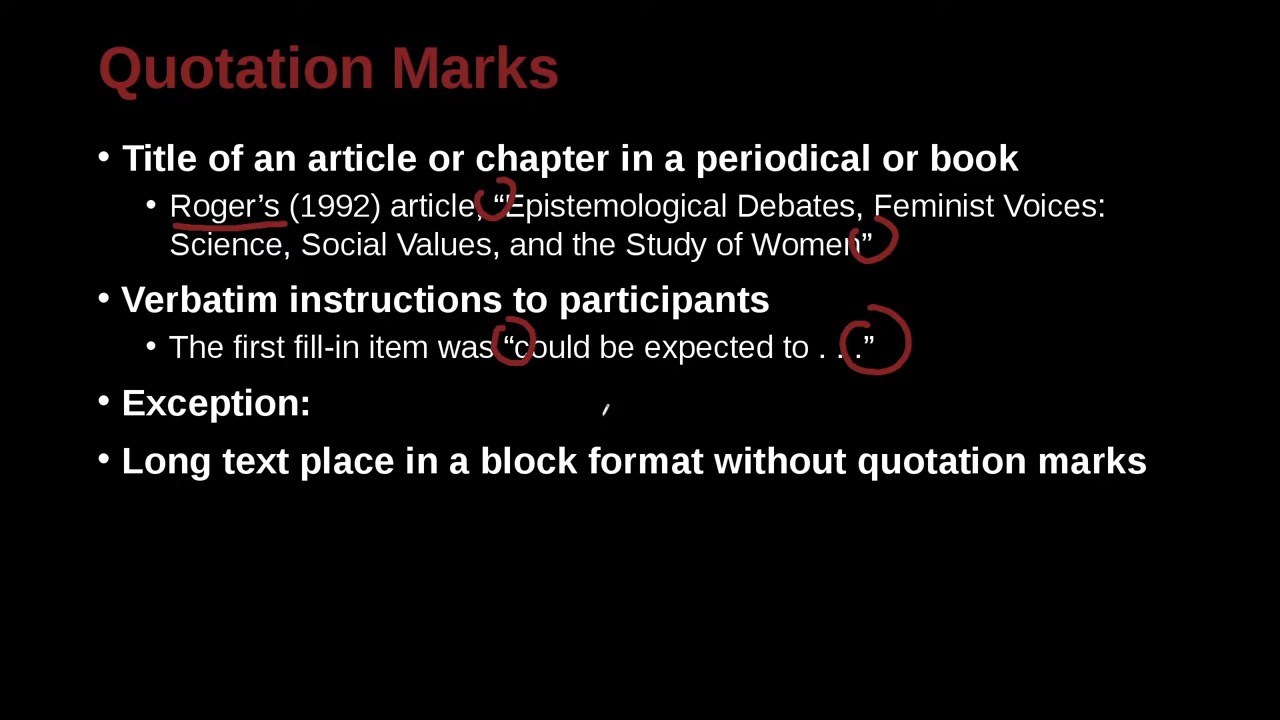 Quotation Marks
• Title of an article or chapter in a periodical or book
• Roger’s (1992) article, “Epistemological Debates, Feminist Voices:
Science, Social Values, and the Study of Women”
• Verbatim instructions to participants
• The first fill-in item was “could be expected to . . .”
• Exception:
• Long text place in a block format without quotation marks